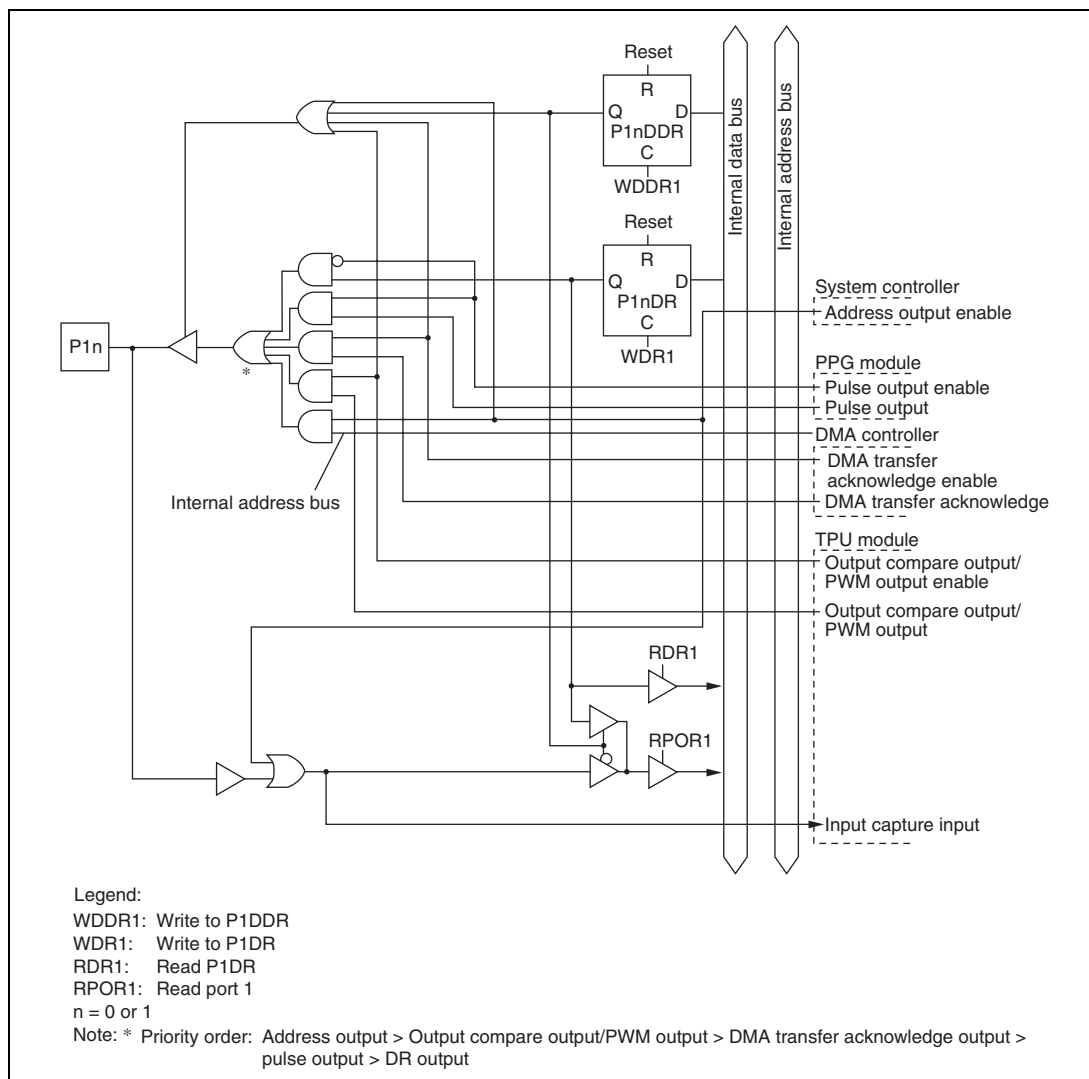 Reset
R
Q D
P1nDDR
C
WDDR1
Reset
R
Q D
P1nDR
C
WDR1
Internal data bus
Internal address bus
System controller
Address output enable
PPG module
Pulse output enable
Pulse output
DMA controller
DMA transfer
acknowledge enable
DMA transfer acknowledge
TPU module
Output compare output/
PWM output enable
Output compare output/
PWM output
Input capture input
P1n
*
Internal address bus
RDR1
RPOR1
Legend:
WDDR1: Write to P1DDR
WDR1: Write to P1DR
RDR1: Read P1DR
RPOR1: Read port 1
n = 0 or 1
Note: * Priority order: Address output > Output compare output/PWM output > DMA transfer acknowledge output >
pulse output > DR output